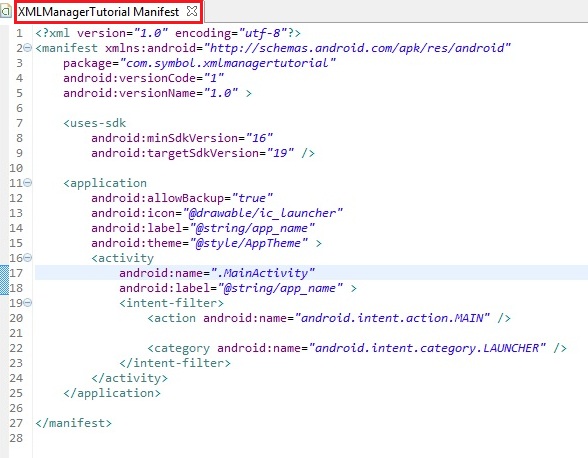 XMLManagerTutorial Manifest
1 <?xml version="1.0" encoding="utf-8"?>
2 <manifest xmlns:android="http://schemas.android.com/apk/res/android"
3     package="com.symbol.xmlmanagertutorial"
4     android:versionCode="1"
5     android:versionName="1.0" >
6
7     <uses-sdk
8         android:minSdkVersion="16"
9         android:targetSdkVersion="19" />
10
11     <application
12         android:allowBackup="true"
13         android:icon="@drawable/ic_launcher"
14         android:label="@string/app_name"
15         android:theme="@style/AppTheme" >
16         <activity
17             android:name=".MainActivity"
18             android:label="@string/app_name" >
19             <intent-filter>
20                 <action android:name="android.intent.action.MAIN" />
21
22                 <category android:name="android.intent.category.LAUNCHER" />
23             </intent-filter>
24         </activity>
25     </application>
26
27 </manifest>
28